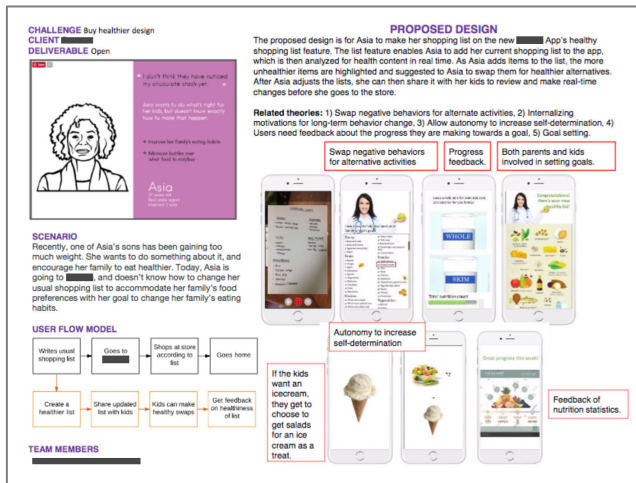 CHALLENGE Buy healthier design
CLIENT
DELIVERABLE Open
I don't think they have noticed
my chocolate stash yet
Asia wants to do what's right for
her kids, but doesn't know exactly
how to make that happen.
+ Improve her family's eating habits
+ Minimize battles over
what food to eat/buy
Asia
SCENARIO
Recently, one of Asia's sons has been gaining too
much weight. She wants to do something about it, and
encourage her family to eat healthier. Today, Asia is
going to , and doesn't know how to change her
usual shopping list to accommodate her family's food
preferences with her goal to change her family's eating
habits.
USER FLOW MODEL
Writes usual
shopping list
Goes to
Shops at store
according to
list
Goes home
Create a
healthier list
Share updated
list with kids
Kids can make
healthy swaps
Get feedback
on healthiness
of list
TEAM MEMBERS
PROPOSED DESIGN
The proposed design is for Asia to make her shopping list on the new App's healthy
shopping list feature. The list feature enables Asia to add her current shopping list to the app,
which is then analyzed for health content in real time. As Asia adds items to the list, the more
unhealthier items are highlighted and suggested to Asia to swap them for healthier alternatives.
After Asia adjusts the list, she can then share it with her kids to review and make real-time
changes before she goes to the store.
Related theories: 1) Swap negative behaviors for alternate activities, 2) Internalizing
motivations for long-term behavior change, 3) Allow autonomy to increase self-determination, 4)
Users need feedback about the progress they are making towards a goal, 5) Goal setting.
Swap negative behaviors
for alternative activities
Progress
feedback.
Both parents and kids
involved in setting goals.
WHOLE
SKIM
Total nutrition count:
Congratulations!
Autonomy to increase
self-determination
If the kids
want an
icecream,
they get to
choose to
get salads
for an ice
cream as a
treat.
Great progress this week!
Feedback of
nutrition statistics.